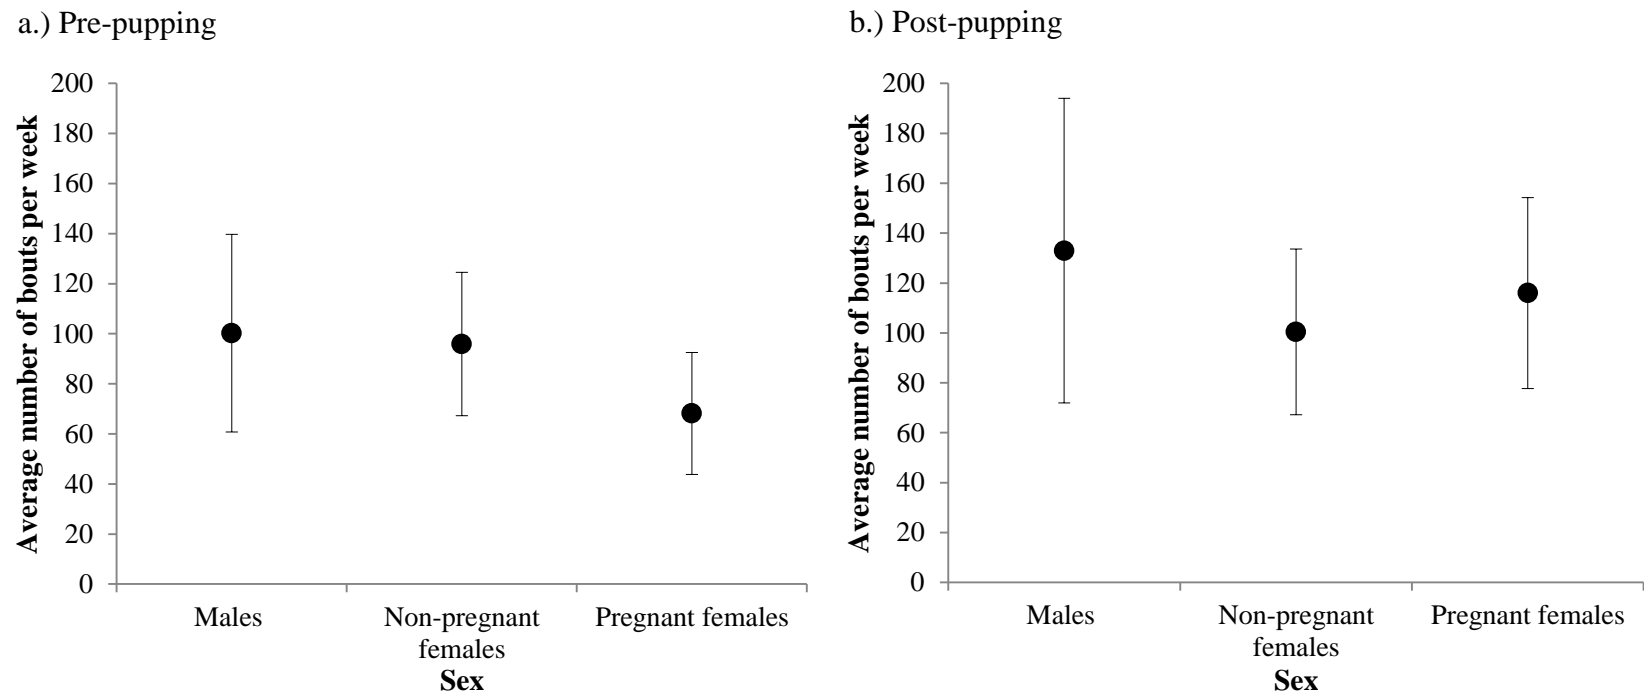 a.) Pre-pupping
Average number of bouts per week
200
180
160
140
120
100
80
60
40
20
0
Males
Non-pregnant
females
Pregnant females
Sex
b.) Post-pupping
Average number of bouts per week
200
180
160
140
120
100
80
60
40
20
0
Males
Non-pregnant
females
Pregnant females
Sex